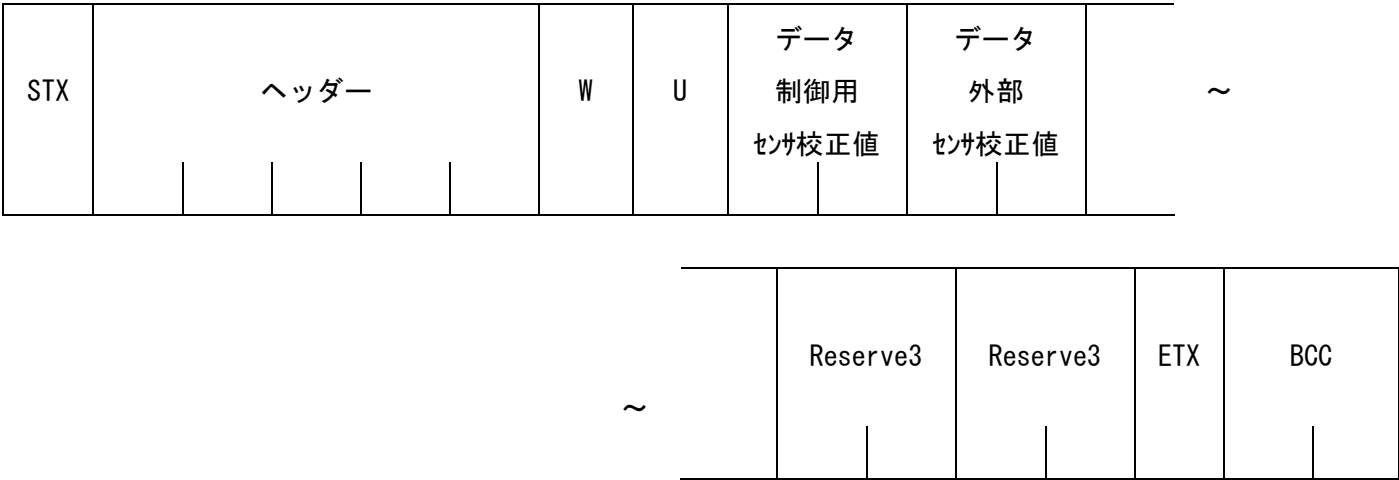 STX
ヘッダー
W
U
データ
制御用
ｾﾝｻ校正値
データ
外部
ｾﾝｻ校正値
～
～
Reserve3
Reserve3
ETX
BCC